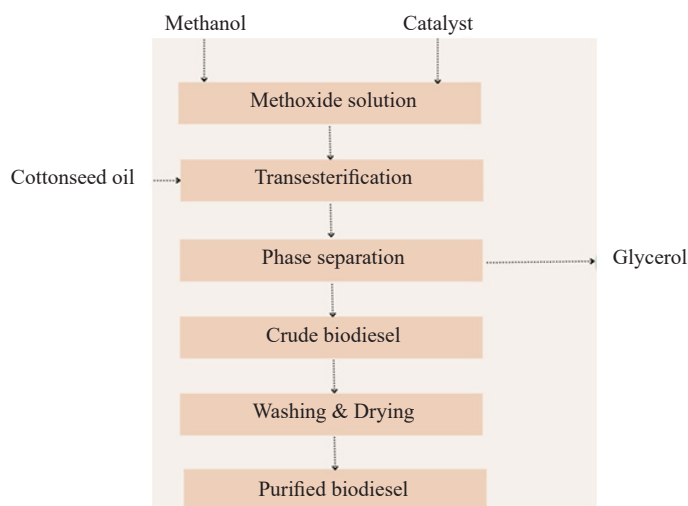 Methanol
Catalyst
Methoxide solution
Cottonseed oil
Transesterification
Phase separation
Glycerol
Crude biodiesel
Washing & Drying
Purified biodiesel